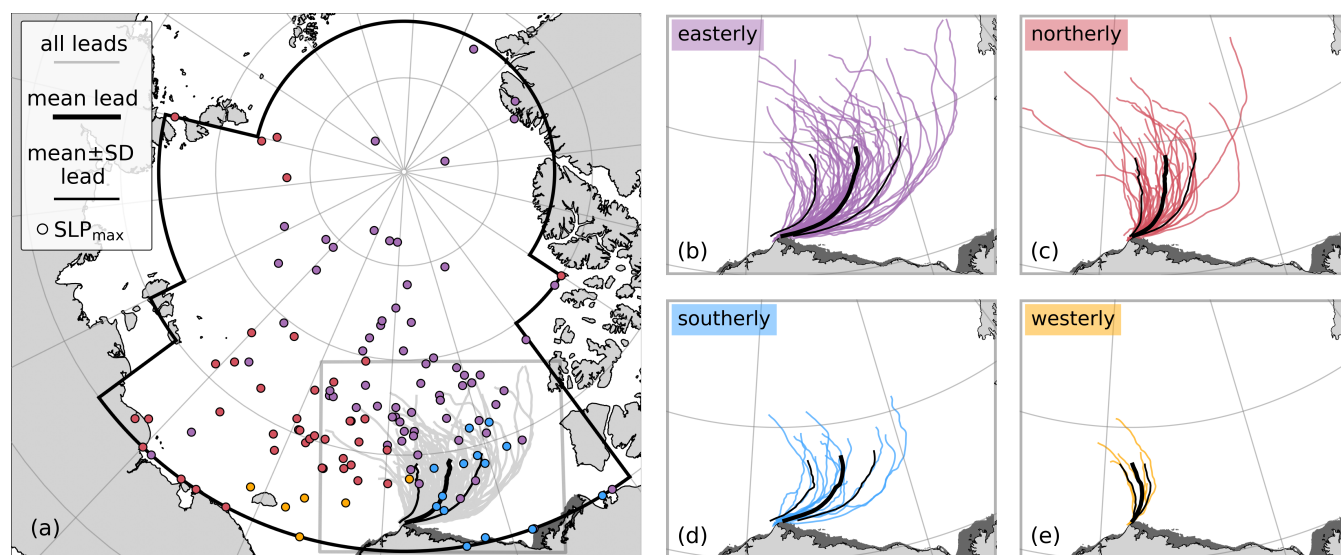 all leads
mean lead
mean±SD
lead
SLPmax
(a)
easterly
(b)
northerly
(c)
southerly
(d)
westerly
(e)